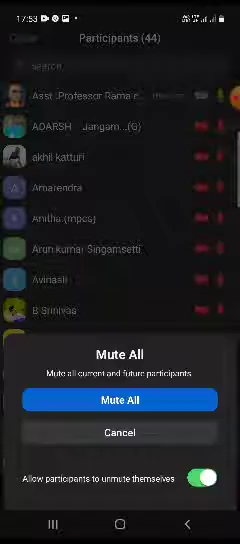 17:53
Participants (44)
Search
Asst :Professor Rama c...
ADARSH _ Jangam...(G)
akhil katturi
A Amarendra
A Anitha.(mpcs)
Arun kumar Singamsetti
A Avinash
B Srinivas
Mute All
Mute all current and future participants
Mute All
Cancel
Allow participants to unmute themselves